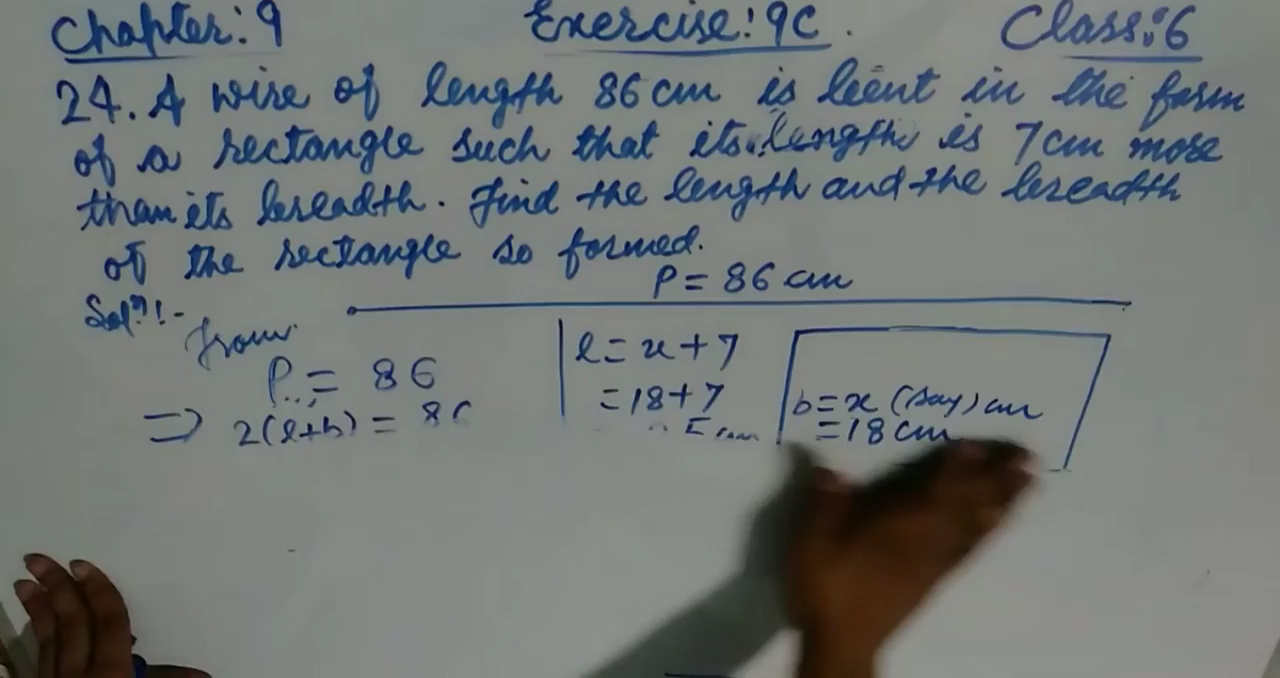 Chapter: 9 Exercise: 9C. Class: 6
24. A wire of length 86 cm is bent in the form
of a rectangle such that its length is 7 cm more
than its breadth. Find the length and the breadth
of the rectangle so formed.
P = 86 cm
Solⁿ:-
from
P = 86
⇒ 2(l+b) = 86
l = x + 7
= 18 + 7
b = x (say) cm
= 18 cm